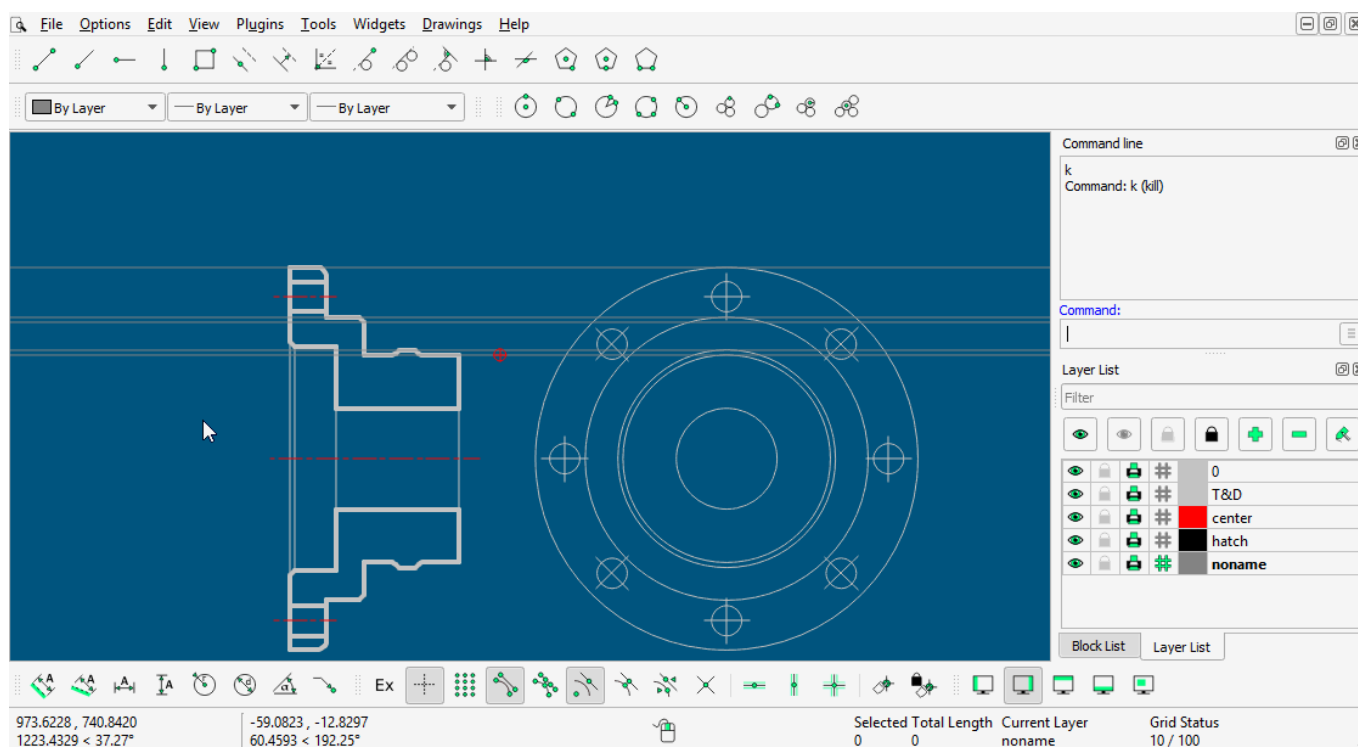 File Options Edit View Plugins Tools Widgets Drawings Help
By Layer By Layer By Layer
Command line
k
Command: k (kill)
Command:
Layer List
Filter
0
T&D
center
hatch
noname
Block List Layer List
Ex
973.6228 , 740.8420 -59.0823 , -12.8297 Selected Total Length Current Layer Grid Status
1223.4329 < 37.27° 60.4593 < 192.25° 0 0 noname 10 / 100